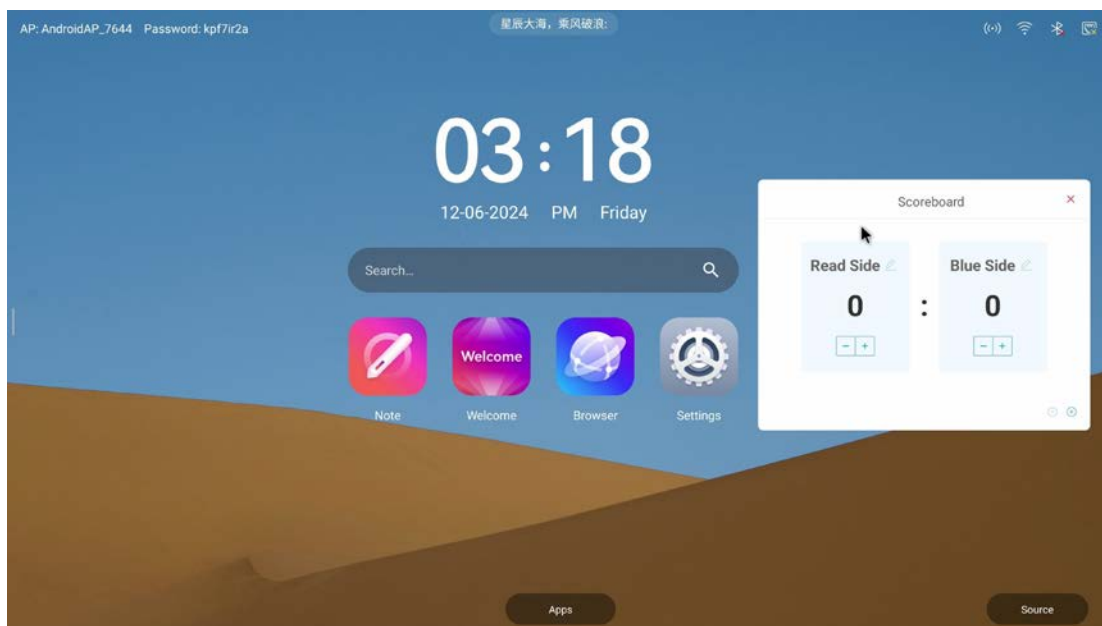 AP: AndroidAP_7644 Password: kpf7ir2a
星辰大海，乘风破浪:
03:18
12-06-2024 PM Friday
Search...
Note
Welcome
Welcome
Browser
Settings
Scoreboard
Read Side
Blue Side
0 : 0
- +
- +
Apps
Source